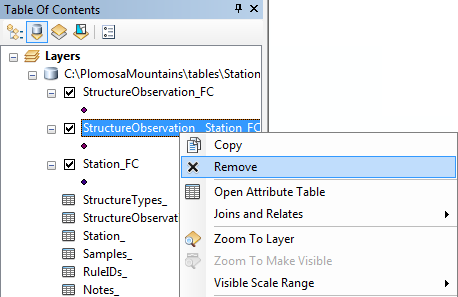 Table Of Contents
Layers
C:\PlomosaMountains\tables\Station
StructureObservation_FC
StructureObservation__Station_FC
Station_FC
StructureTypes_
StructureObservat
Station_
Samples_
RuleIDs_
Notes_
Copy
Remove
Open Attribute Table
Joins and Relates
Zoom To Layer
Zoom To Make Visible
Visible Scale Range